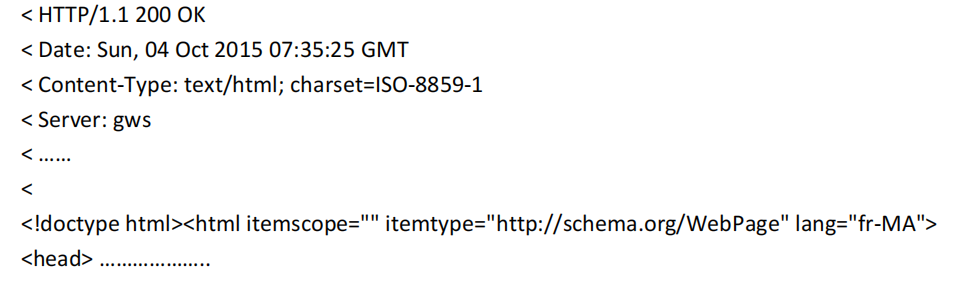 < HTTP/1.1 200 OK
< Date: Sun, 04 Oct 2015 07:35:25 GMT
< Content-Type: text/html; charset=ISO-8859-1
< Server: gws
< ……
<
<!doctype html><html itemscope="" itemtype="http://schema.org/WebPage" lang="fr-MA">
<head> ………………..